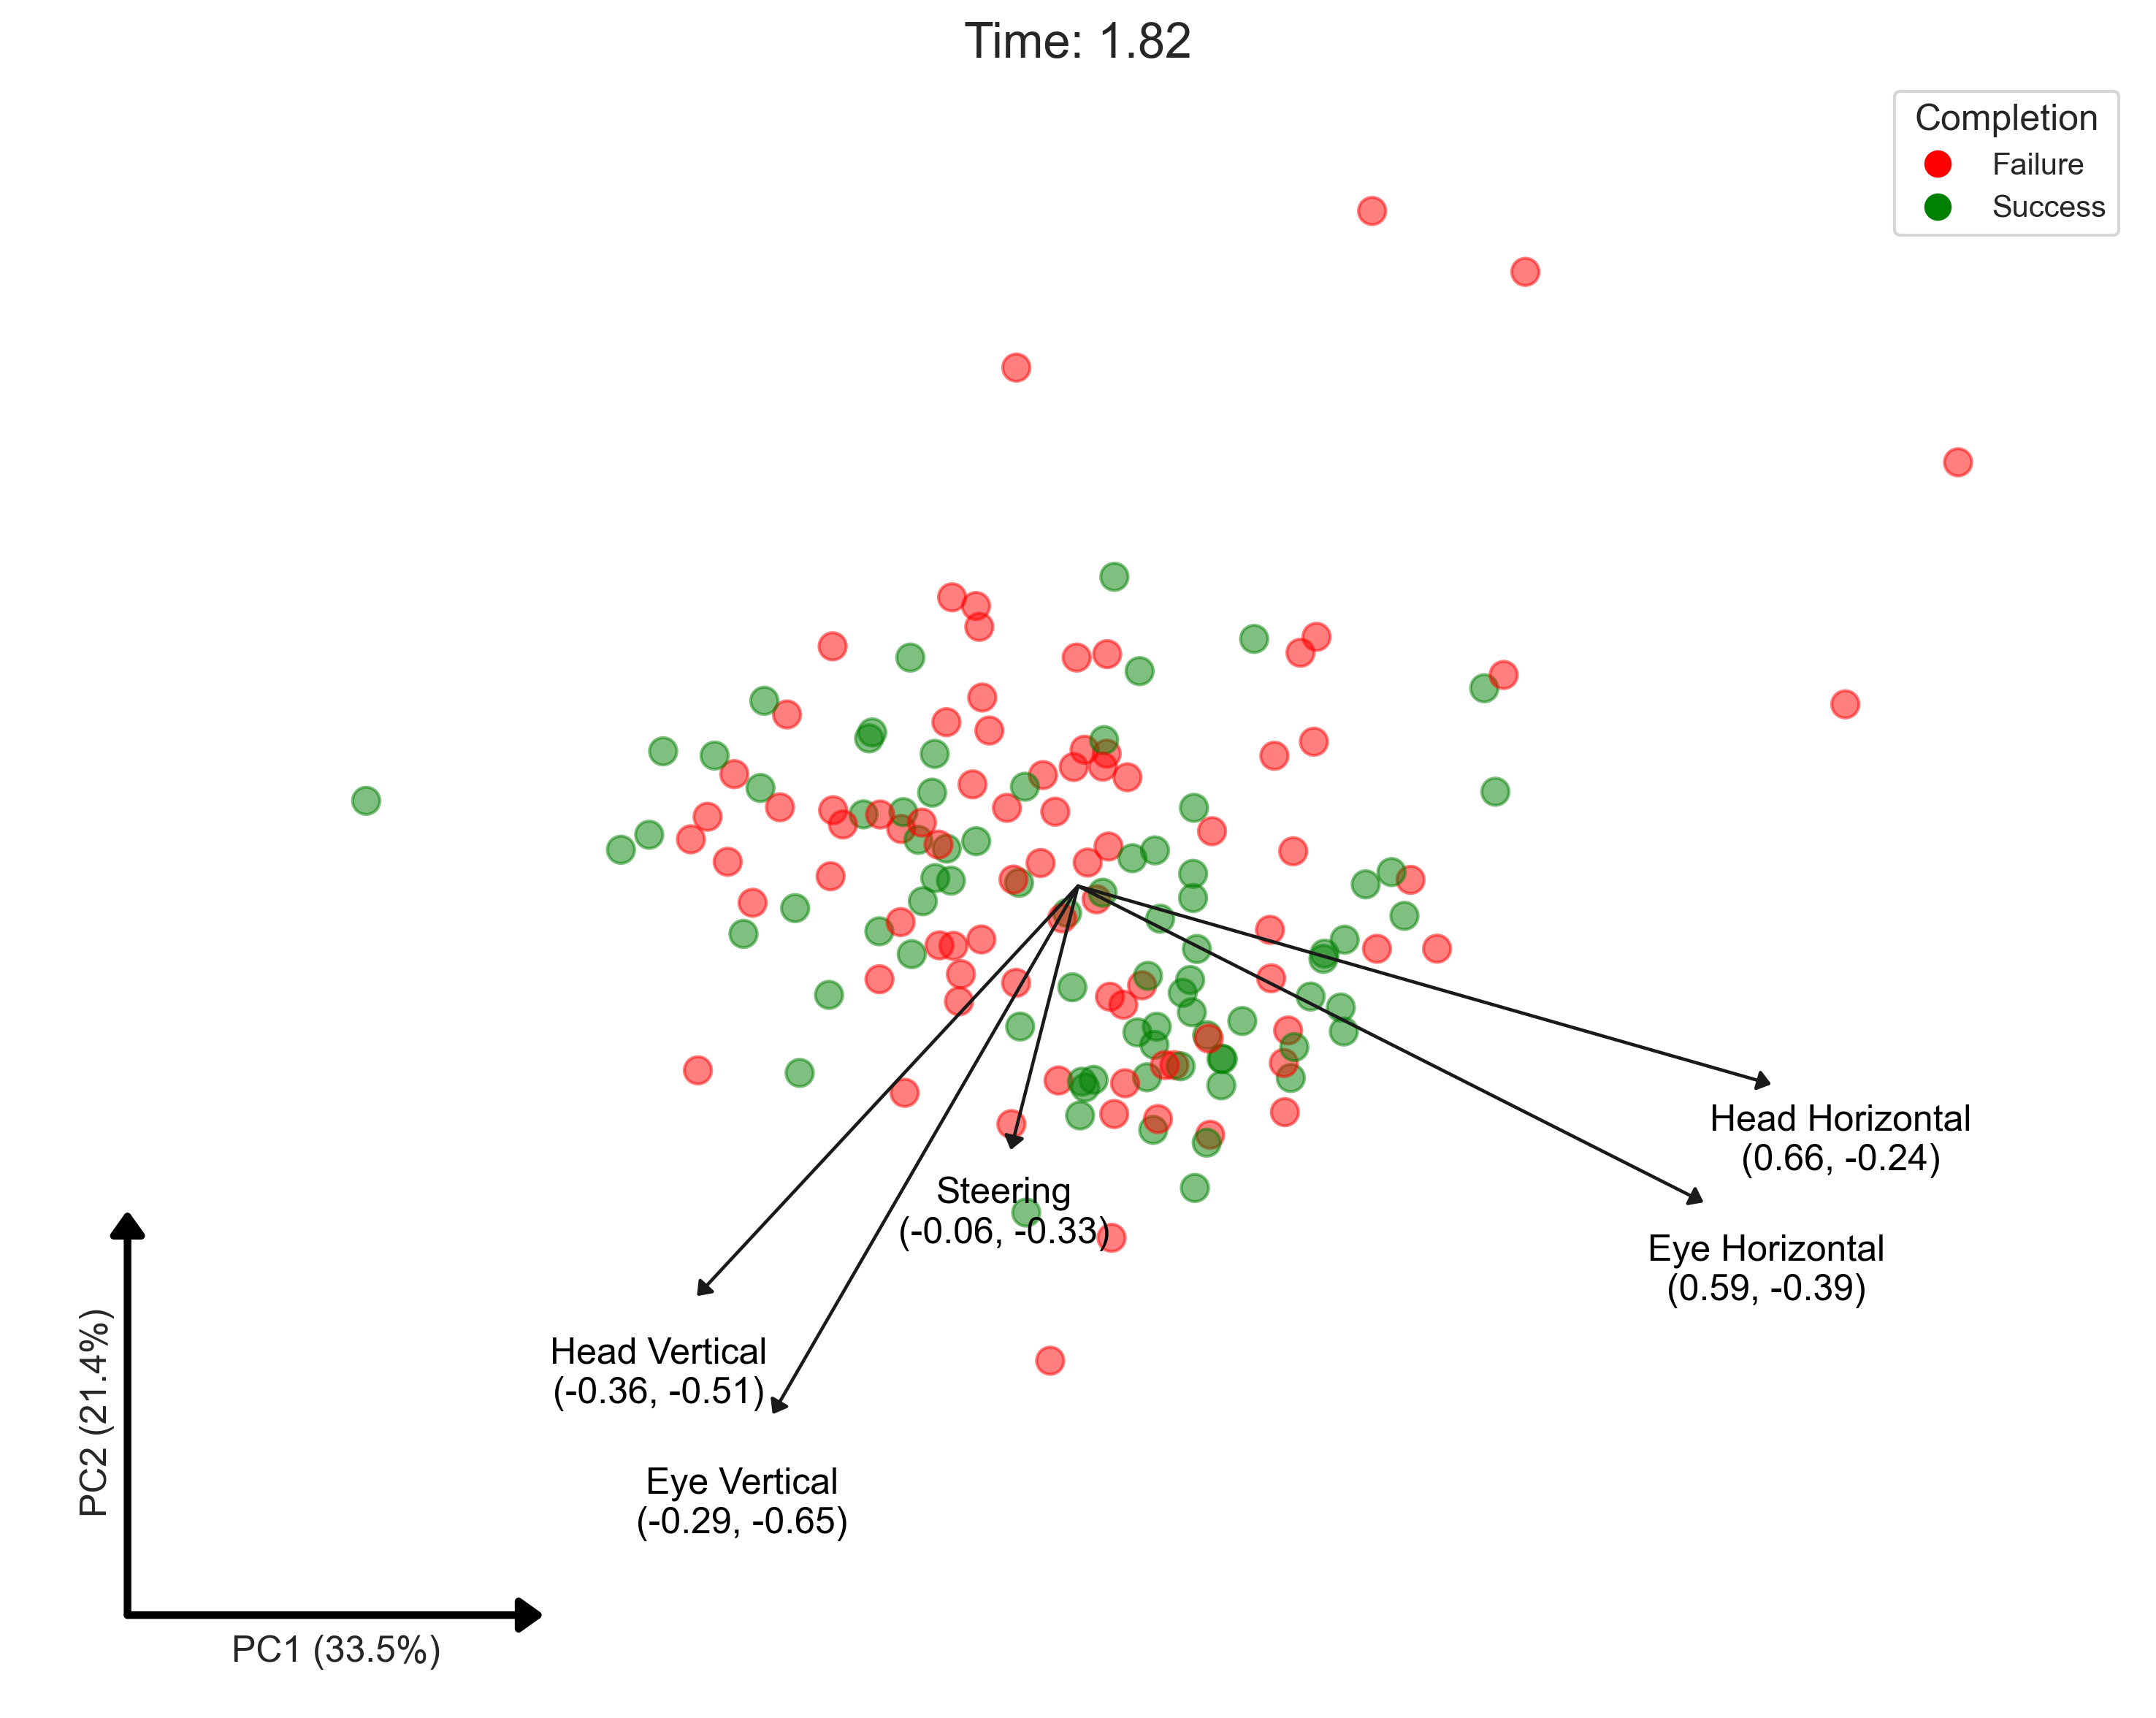 Time: 1.82
Completion
Failure
Success
Head Horizontal
(0.66, -0.24)
Steering
(-0.06, -0.33)
Eye Horizontal
(0.59, -0.39)
Head Vertical
(-0.36, -0.51)
Eye Vertical
(-0.29, -0.65)
PC2 (21.4%)
PC1 (33.5%)